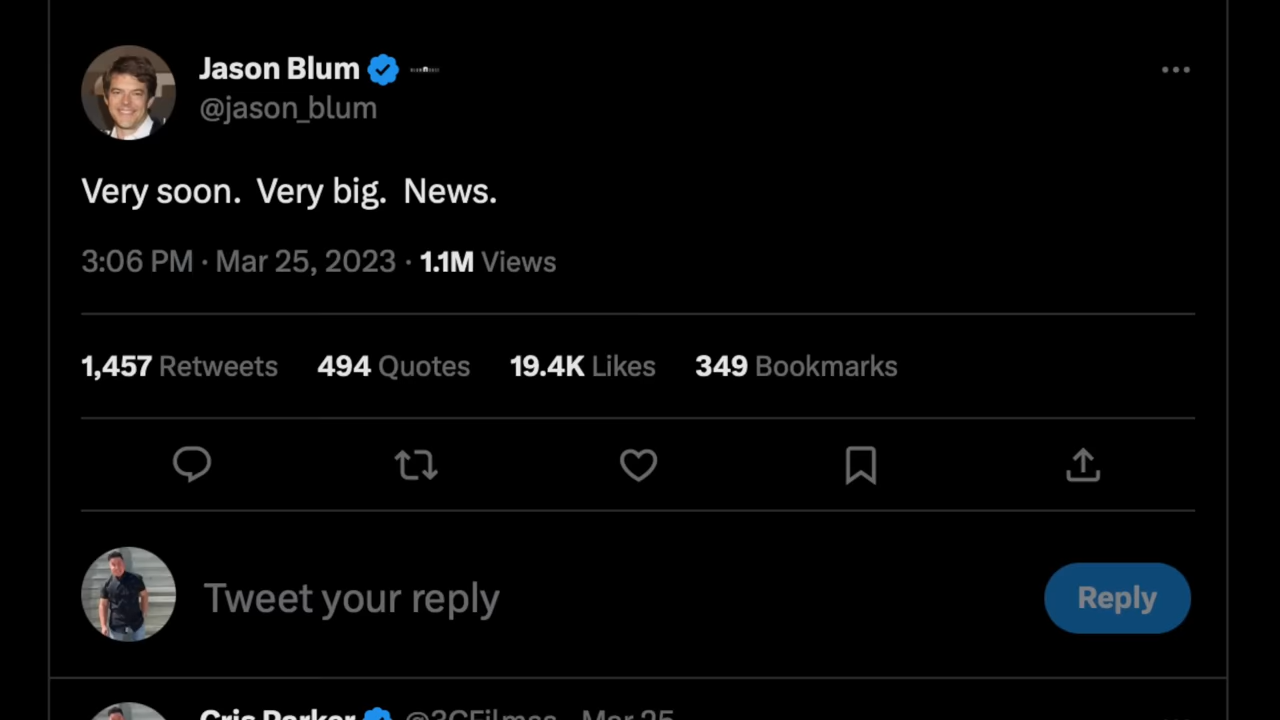 Jason Blum
@jason_blum
Very soon.  Very big.  News.
3:06 PM · Mar 25, 2023 · 1.1M Views
1,457 Retweets 494 Quotes 19.4K Likes 349 Bookmarks
Tweet your reply
Reply
Cris Parker @3CFilmss · Mar 25